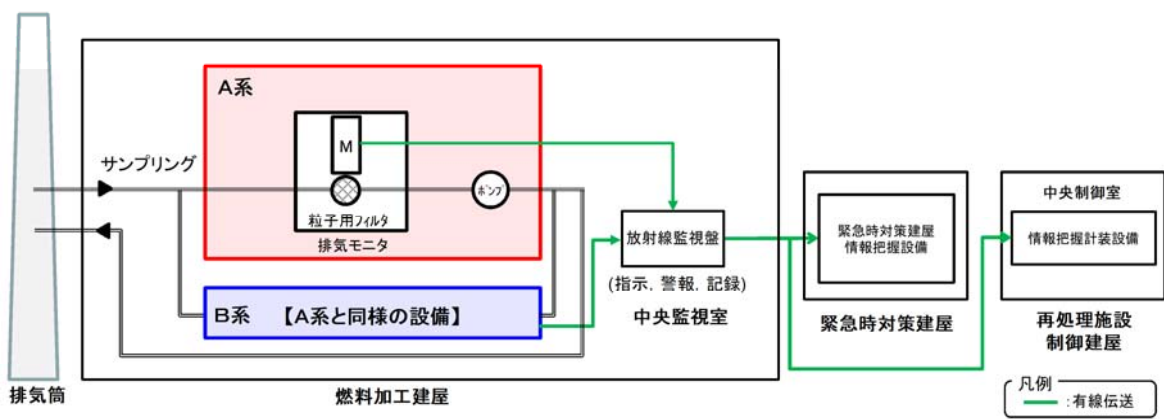 A系
M
サンプリング
ﾎﾟﾝﾌﾟ
粒子用ﾌｨﾙﾀ
排気モニタ
B系 【A系と同様の設備】
放射線監視盤
(指示, 警報, 記録)
中央監視室
緊急時対策建屋
情報把握設備
緊急時対策建屋
中央制御室
情報把握計装設備
再処理施設
制御建屋
排気筒
燃料加工建屋
凡例
:有線伝送